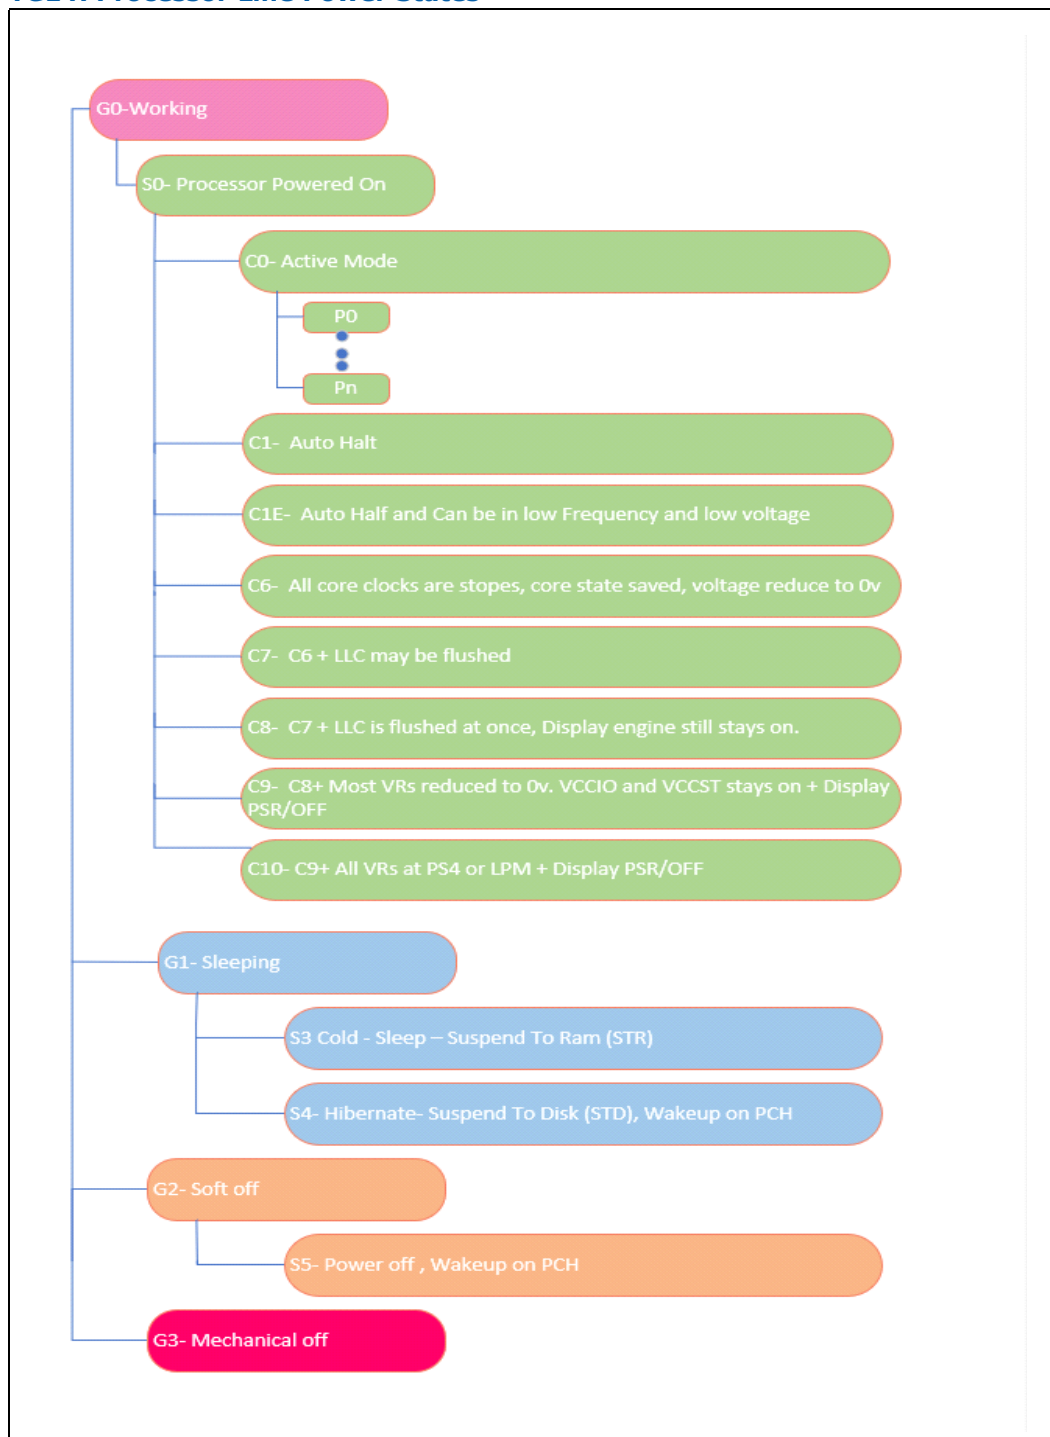 G0-Working
S0- Processor Powered On
C0- Active Mode
P0
Pn
C1-  Auto Halt
C1E-  Auto Half and Can be in low Frequency and low voltage
C6-  All core clocks are stopes, core state saved, voltage reduce to 0v
C7-  C6 + LLC may be flushed
C8-  C7 + LLC is flushed at once, Display engine still stays on.
C9-  C8+ Most VRs reduced to 0v. VCCIO and VCCST stays on + Display
PSR/OFF
C10- C9+ All VRs at PS4 or LPM + Display PSR/OFF
G1- Sleeping
S3 Cold - Sleep – Suspend To Ram (STR)
S4- Hibernate- Suspend To Disk (STD), Wakeup on PCH
G2- Soft off
S5- Power off , Wakeup on PCH
G3- Mechanical off